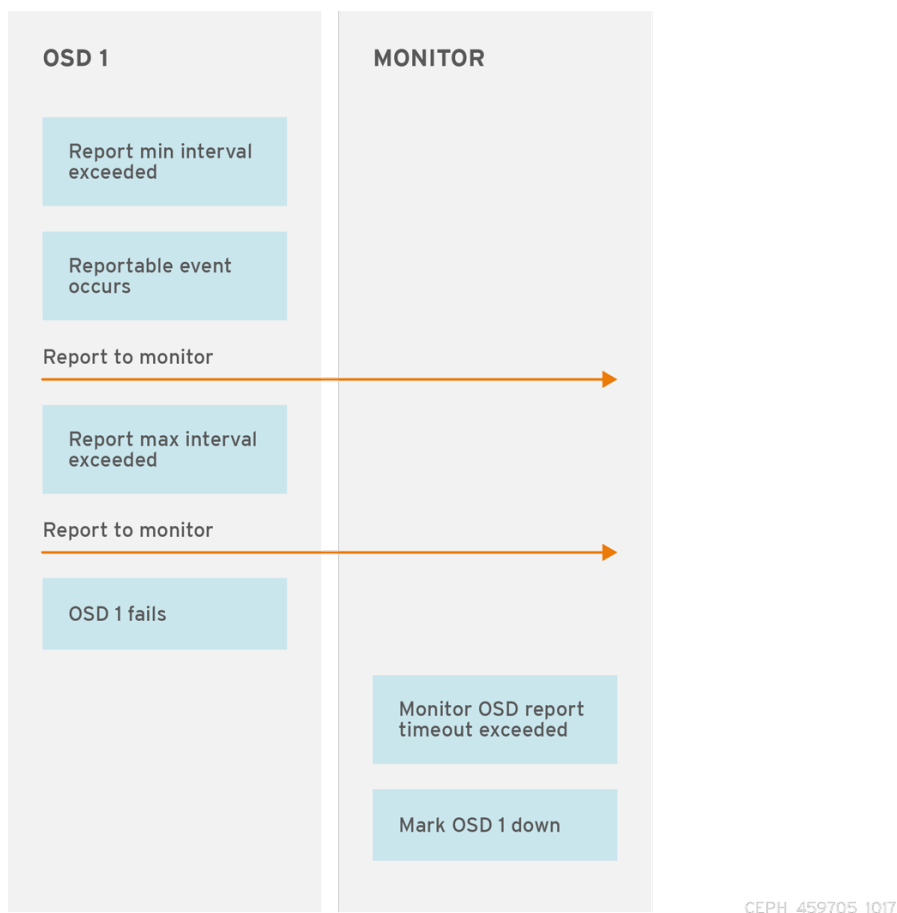 OSD 1
MONITOR
Report min interval
exceeded
Reportable event
occurs
Report to monitor
Report max interval
exceeded
Report to monitor
OSD 1 fails
Monitor OSD report
timeout exceeded
Mark OSD 1 down
CEPH_459705_1017